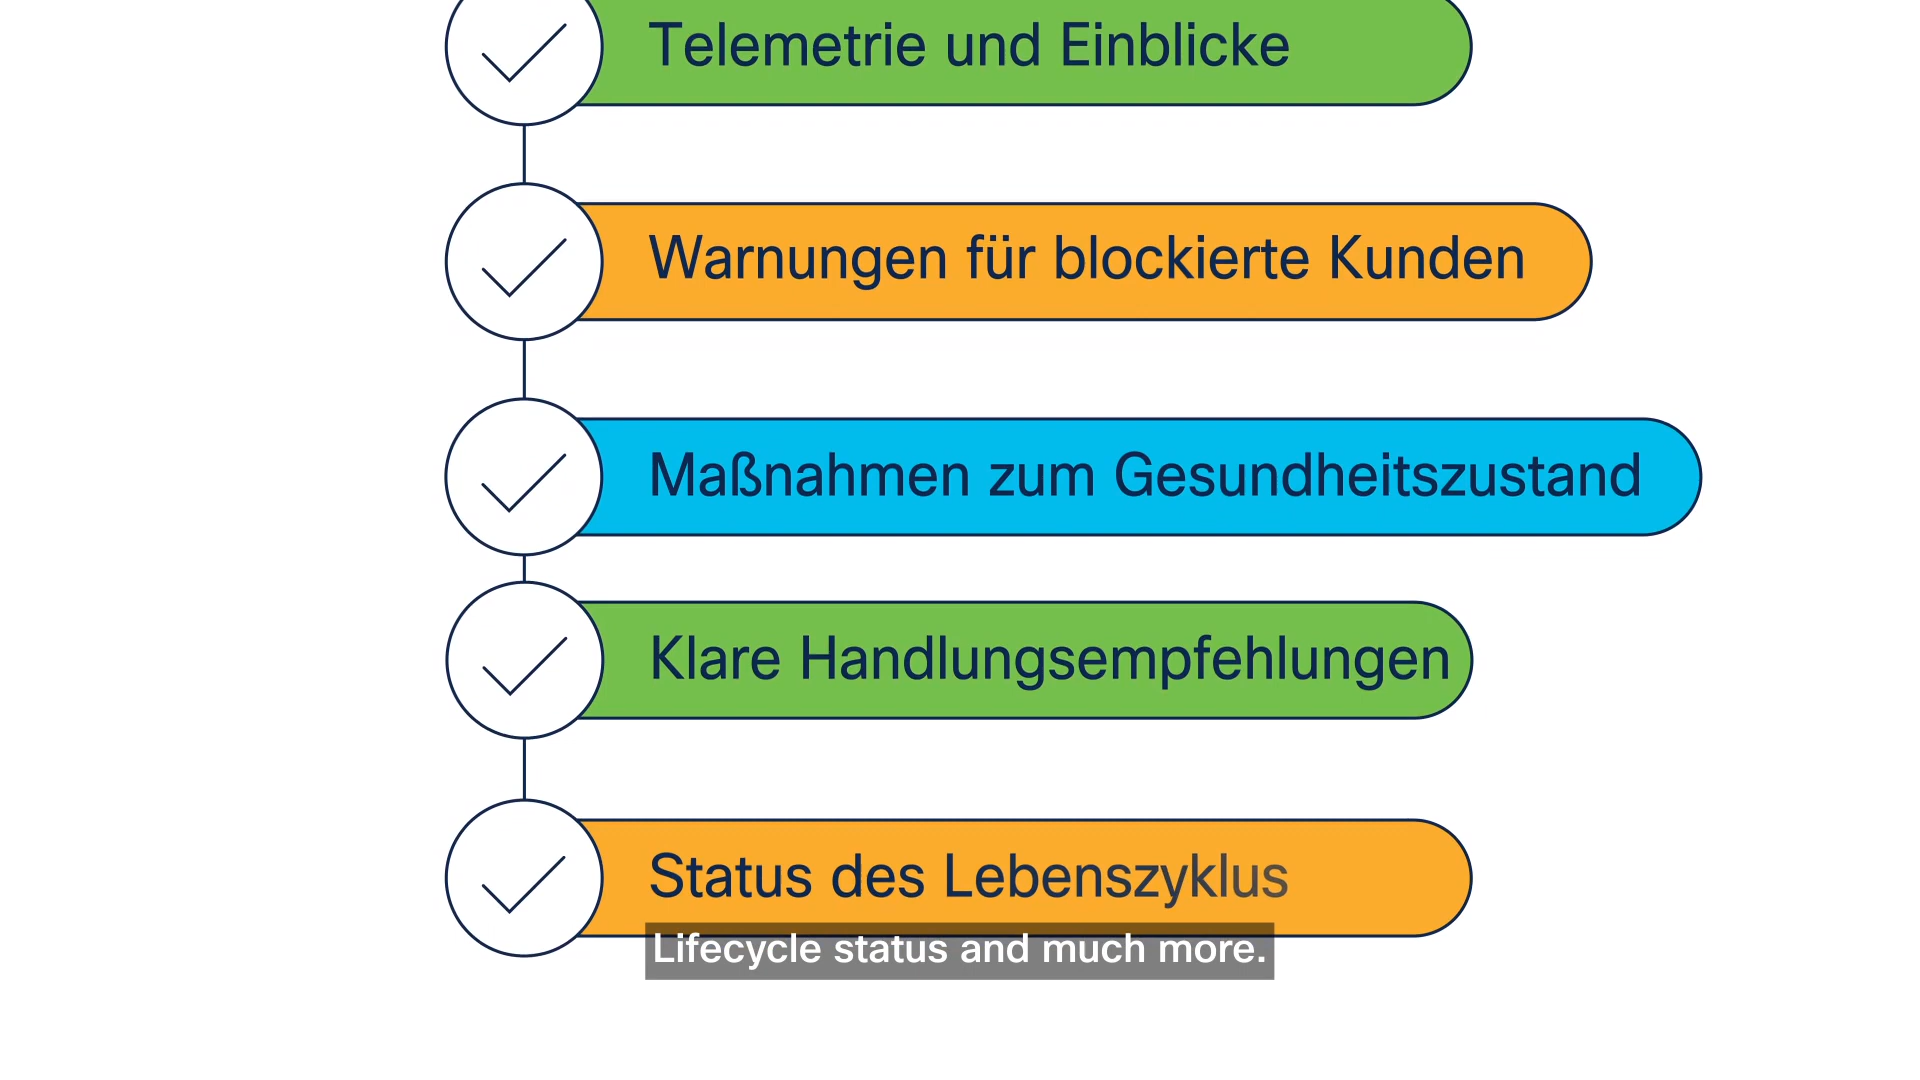 Telemetrie und Einblicke
Warnungen für blockierte Kunden
Maßnahmen zum Gesundheitszustand
Klare Handlungsempfehlungen
Status des Lebenszyklus
Lifecycle status and much more.